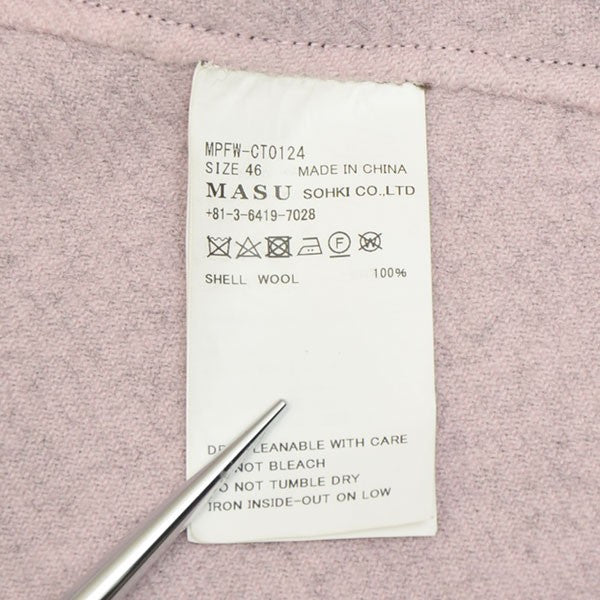 MPFW-CT0124
SIZE 46 MADE IN CHINA
MASU SOHKI CO.,LTD
+81-3-6419-7028
F W
SHELL WOOL 100%
CLEANABLE WITH CARE
NOT BLEACH
NOT TUMBLE DRY
IRON INSIDE-OUT ON LOW